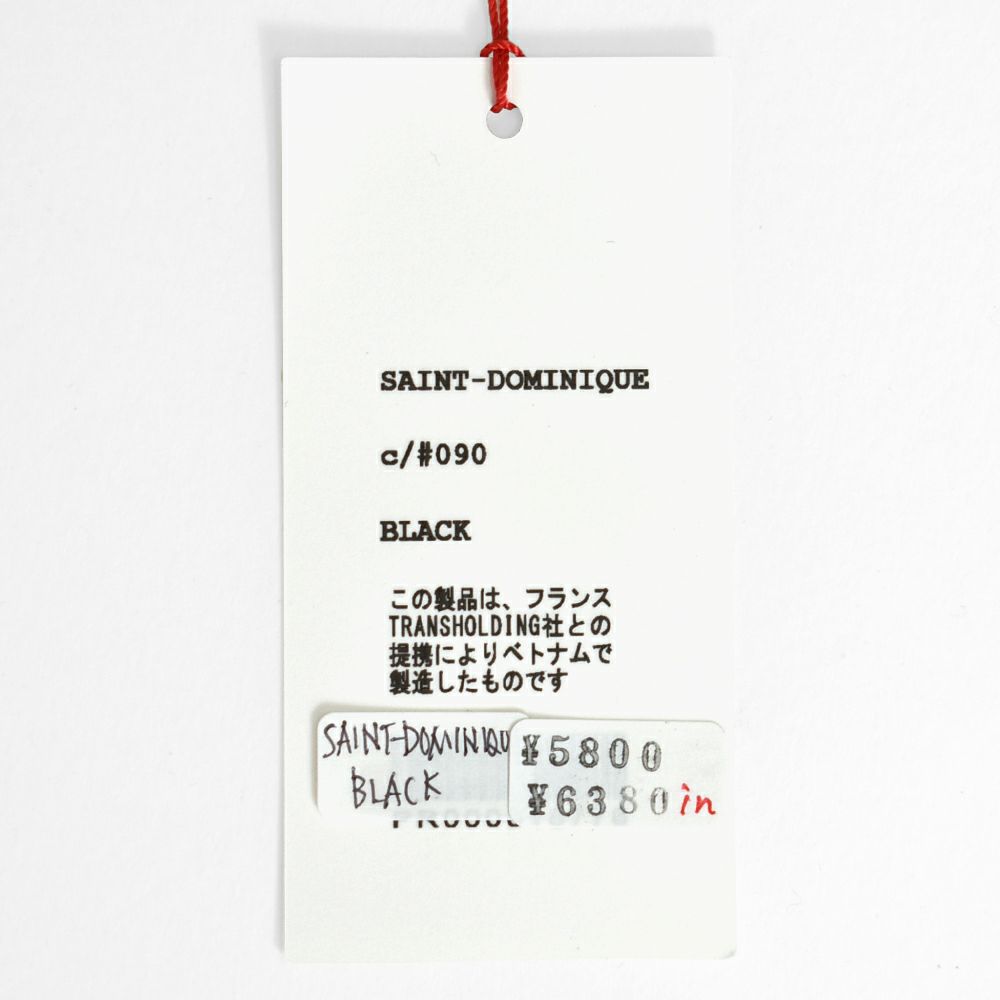 SAINT-DOMINIQUE
c/#090
BLACK
この製品は、フランス
TRANSHOLDING社との
提携によりベトナムで
製造したものです
SAINT-DOMINIQU
BLACK
¥5800
¥6380in